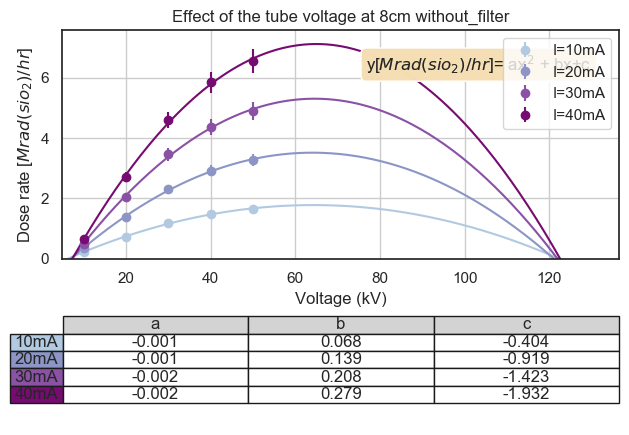 Effect of the tube voltage at 8cm without_filter
Dose rate [Mrad(sio₂)/hr]
y[Mrad(sio₂)/hr]= ax² + bx+c
I=10mA
I=20mA
I=30mA
I=40mA
6
4
2
0
20 40 60 80 100 120
Voltage (kV)
a b c
10mA -0.001 0.068 -0.404
20mA -0.001 0.139 -0.919
30mA -0.002 0.208 -1.423
40mA -0.002 0.279 -1.932